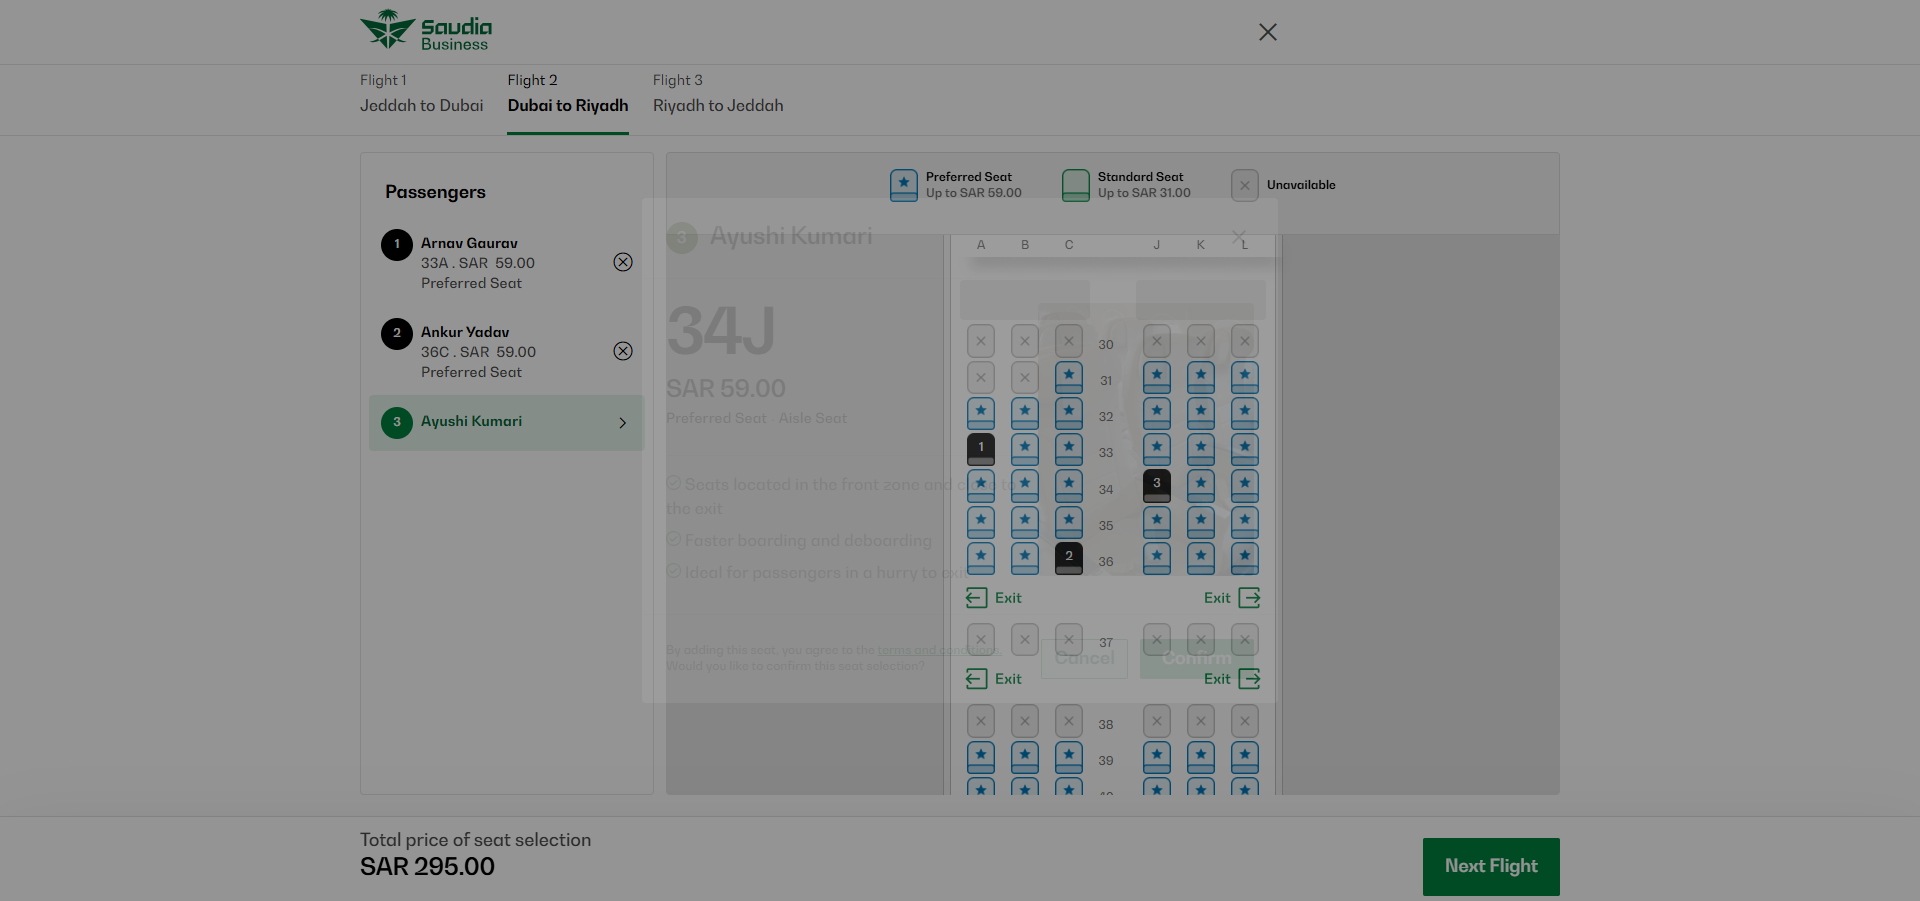 Saudia
Business
Flight 1
Jeddah to Dubai
Flight 2
Dubai to Riyadh
Flight 3
Riyadh to Jeddah
Passengers
1
Arnav Gaurav
33A . SAR 59.00
Preferred Seat
2
Ankur Yadav
36C . SAR 59.00
Preferred Seat
3
Ayushi Kumari
Preferred Seat
Up to SAR 59.00
Standard Seat
Up to SAR 31.00
Unavailable
3 Ayushi Kumari
34J
SAR 59.00
Preferred Seat - Aisle Seat
Seats located in the front zone and close to
the exit
Faster boarding and deboarding
Ideal for passengers in a hurry to exit
By adding this seat, you agree to the terms and conditions.
Would you like to confirm this seat selection?
Cancel
Confirm
A B C J K L
30
31
32
1 33
34 3
35
2 36
Exit Exit
37
Exit Exit
38
39
Total price of seat selection
SAR 295.00
Next Flight